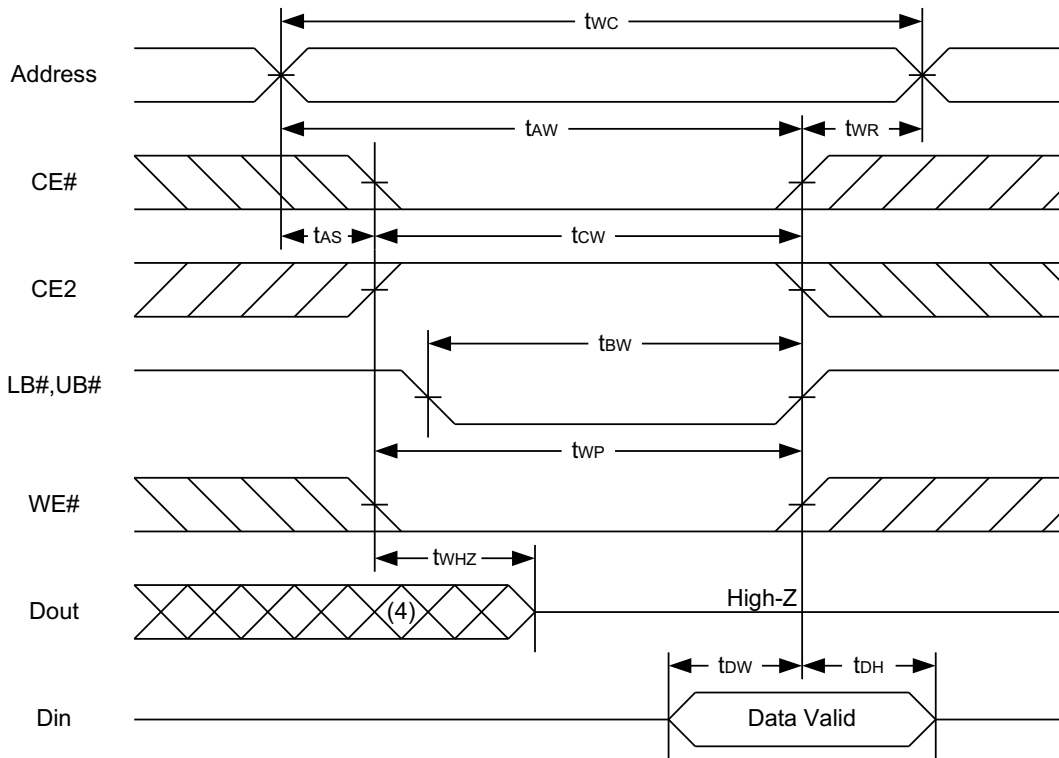 tWC
Address
tAW
tWR
CE#
tAS
tCW
CE2
tBW
LB#,UB#
tWP
WE#
tWHZ
Dout
(4)
High-Z
tDW
tDH
Din
Data Valid